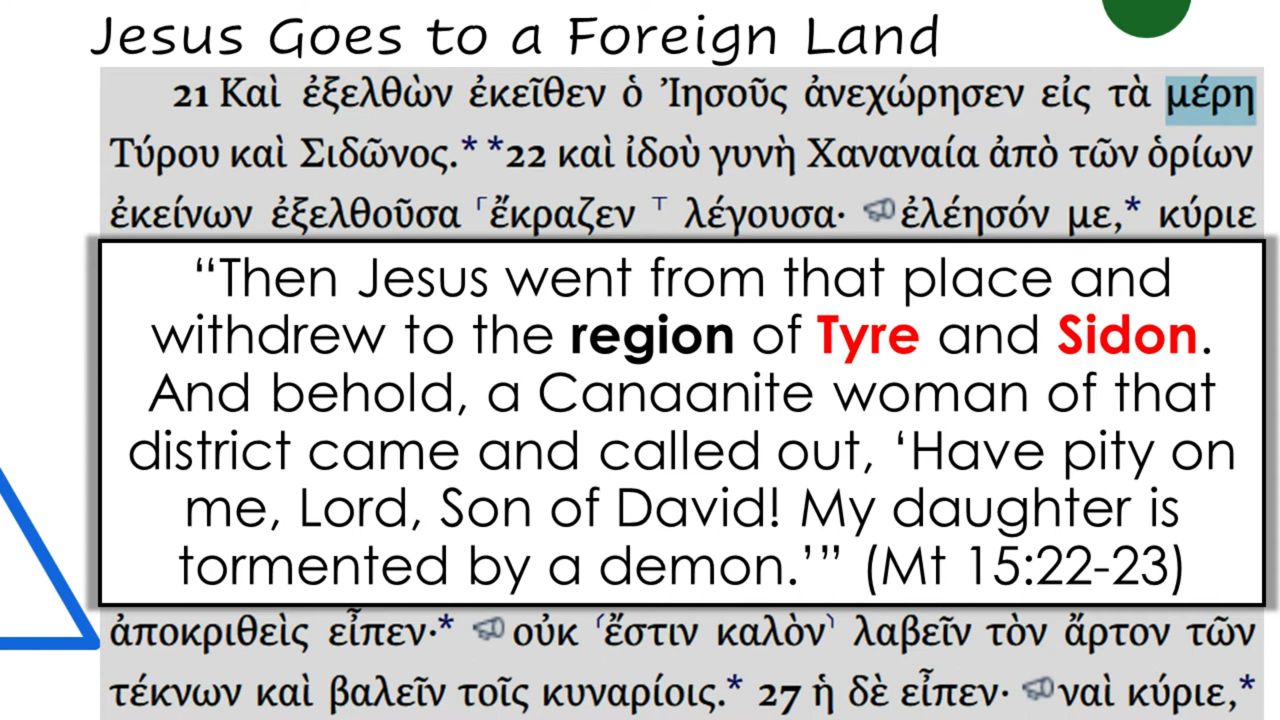 Jesus Goes to a Foreign Land
21 Καὶ ἐξελθὼν ἐκεῖθεν ὁ Ἰησοῦς ἀνεχώρησεν εἰς τὰ μέρη
Τύρου καὶ Σιδῶνος.* *22 καὶ ἰδοὺ γυνὴ Χαναναία ἀπὸ τῶν ὁρίων
ἐκείνων ἐξελθοῦσα ⸀ἔκραζεν ⸆ λέγουσα· ἐλέησόν με,* κύριε
“Then Jesus went from that place and
withdrew to the region of Tyre and Sidon.
And behold, a Canaanite woman of that
district came and called out, ‘Have pity on
me, Lord, Son of David! My daughter is
tormented by a demon.’” (Mt 15:22-23)
ἀποκριθεὶς εἶπεν·* οὐκ ⸂ἔστιν καλὸν⸃ λαβεῖν τὸν ἄρτον τῶν
τέκνων καὶ βαλεῖν τοῖς κυναρίοις.* 27 ἡ δὲ εἶπεν· ναὶ κύριε,*